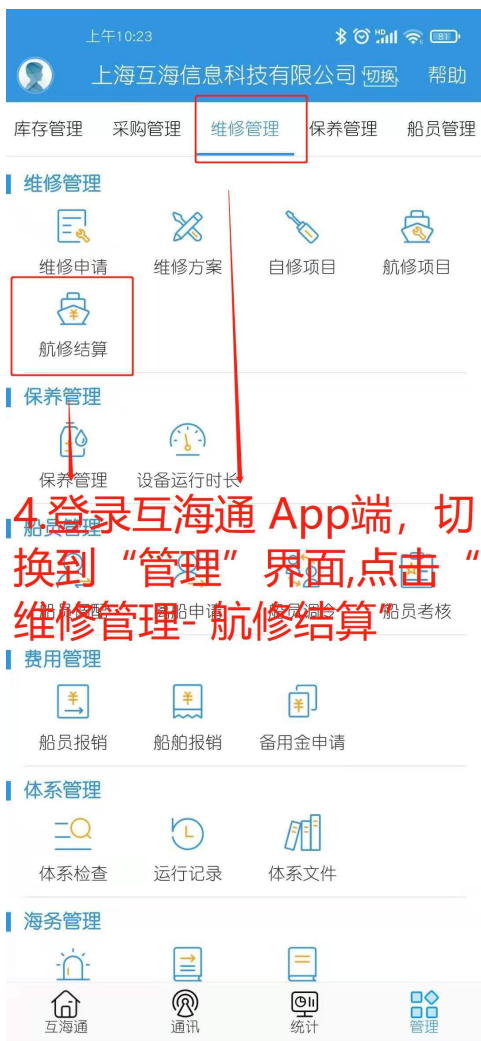 上午10:23
HD
81
上海互海信息科技有限公司 切换 帮助
库存管理 采购管理 维修管理 保养管理 船员管理
维修管理
维修申请 维修方案 自修项目 航修项目
航修结算
保养管理
保养管理 设备运行时长
4.登录互海通 App端，切
船员管理
换到“管理”界面,点击“
维修管理- 航修结算”
船员考核
费用管理
船员报销 船舶报销 备用金申请
体系管理
体系检查 运行记录 体系文件
海务管理
互海通 通讯 统计 管理